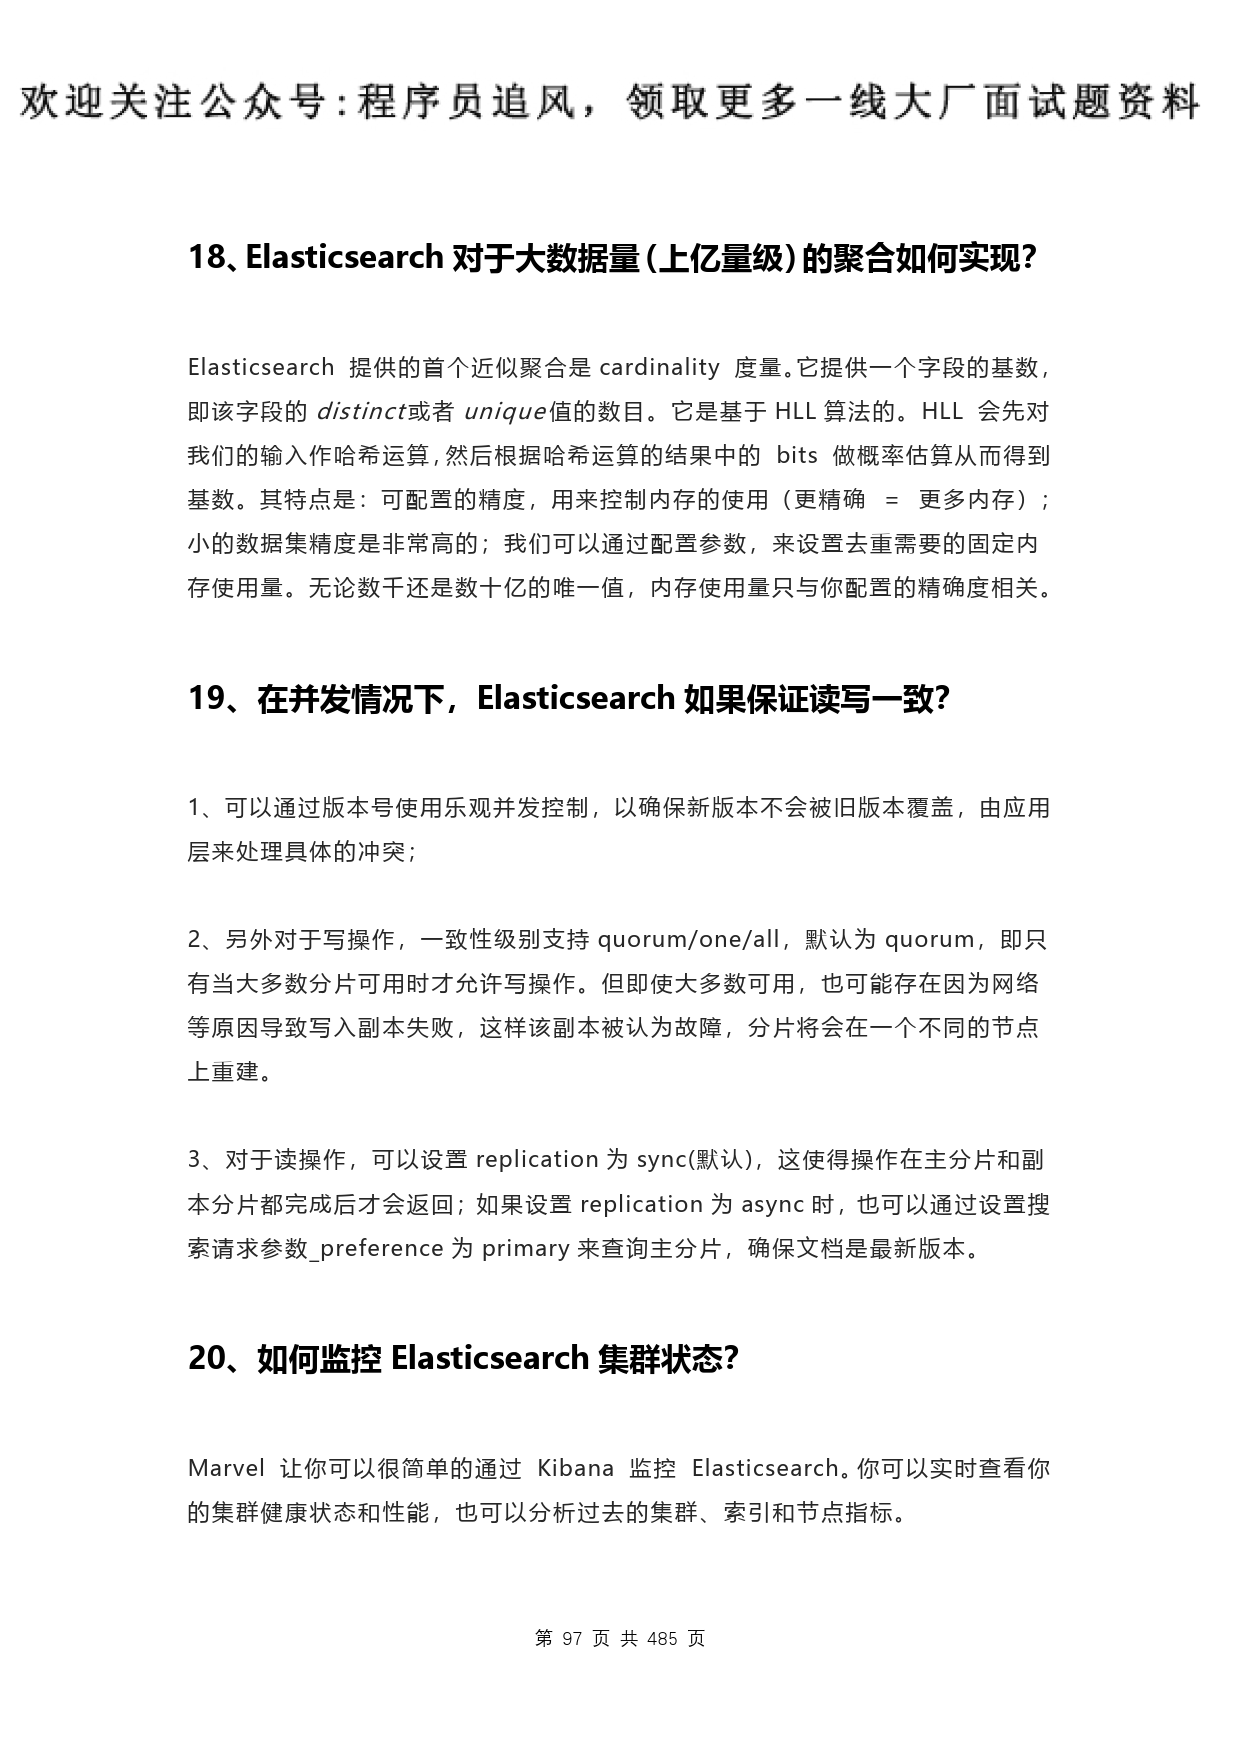 欢迎关注公众号:程序员追风，领取更多一线大厂面试题资料
18、Elasticsearch 对于大数据量（上亿量级）的聚合如何实现？
Elasticsearch 提供的首个近似聚合是 cardinality 度量。它提供一个字段的基数，
即该字段的 distinct或者 unique值的数目。它是基于 HLL 算法的。HLL 会先对
我们的输入作哈希运算，然后根据哈希运算的结果中的 bits 做概率估算从而得到
基数。其特点是：可配置的精度，用来控制内存的使用（更精确 = 更多内存）；
小的数据集精度是非常高的；我们可以通过配置参数，来设置去重需要的固定内
存使用量。无论数千还是数十亿的唯一值，内存使用量只与你配置的精确度相关。
19、在并发情况下，Elasticsearch 如果保证读写一致？
1、可以通过版本号使用乐观并发控制，以确保新版本不会被旧版本覆盖，由应用
层来处理具体的冲突；
2、另外对于写操作，一致性级别支持 quorum/one/all，默认为 quorum，即只
有当大多数分片可用时才允许写操作。但即使大多数可用，也可能存在因为网络
等原因导致写入副本失败，这样该副本被认为故障，分片将会在一个不同的节点
上重建。
3、对于读操作，可以设置 replication 为 sync(默认)，这使得操作在主分片和副
本分片都完成后才会返回；如果设置 replication 为 async 时，也可以通过设置搜
索请求参数_preference 为 primary 来查询主分片，确保文档是最新版本。
20、如何监控 Elasticsearch 集群状态？
Marvel 让你可以很简单的通过 Kibana 监控 Elasticsearch。你可以实时查看你
的集群健康状态和性能，也可以分析过去的集群、索引和节点指标。
第 97 页 共 485 页